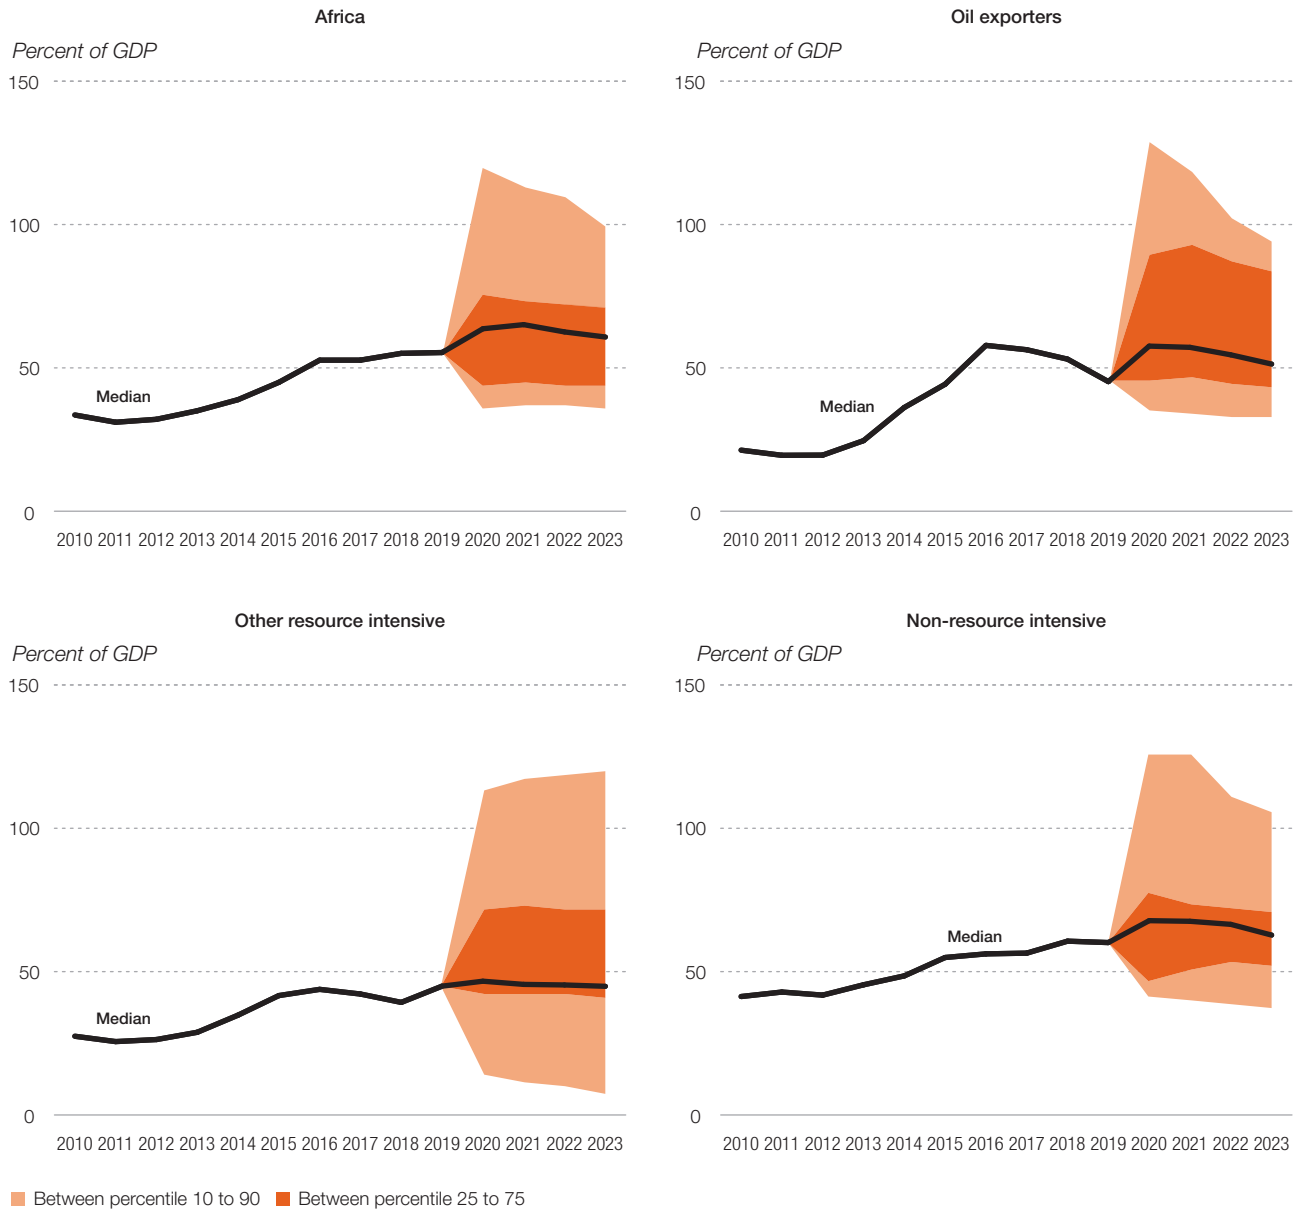 Africa
Percent of GDP
150
100
50
Median
0
2010 2011 2012 2013 2014 2015 2016 2017 2018 2019 2020 2021 2022 2023
Oil exporters
Percent of GDP
150
100
50
Median
0
2010 2011 2012 2013 2014 2015 2016 2017 2018 2019 2020 2021 2022 2023
Other resource intensive
Percent of GDP
150
100
50
Median
0
2010 2011 2012 2013 2014 2015 2016 2017 2018 2019 2020 2021 2022 2023
Non-resource intensive
Percent of GDP
150
100
Median
50
0
2010 2011 2012 2013 2014 2015 2016 2017 2018 2019 2020 2021 2022 2023
Between percentile 10 to 90 Between percentile 25 to 75